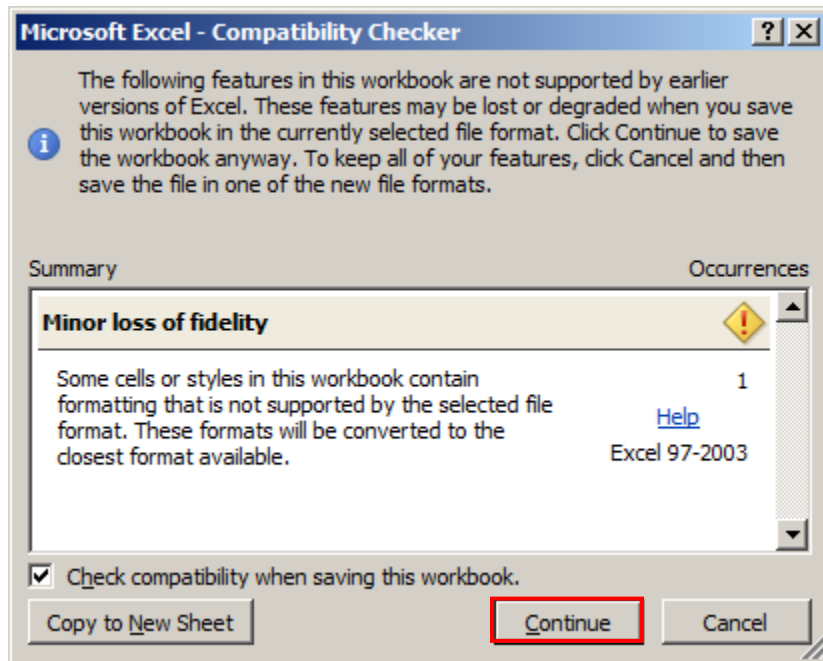 Microsoft Excel - Compatibility Checker
The following features in this workbook are not supported by earlier
versions of Excel. These features may be lost or degraded when you save
this workbook in the currently selected file format. Click Continue to save
the workbook anyway. To keep all of your features, click Cancel and then
save the file in one of the new file formats.
Summary Occurrences
Minor loss of fidelity
Some cells or styles in this workbook contain 1
formatting that is not supported by the selected file Help
format. These formats will be converted to the
closest format available. Excel 97-2003
Check compatibility when saving this workbook.
Copy to New Sheet Continue Cancel